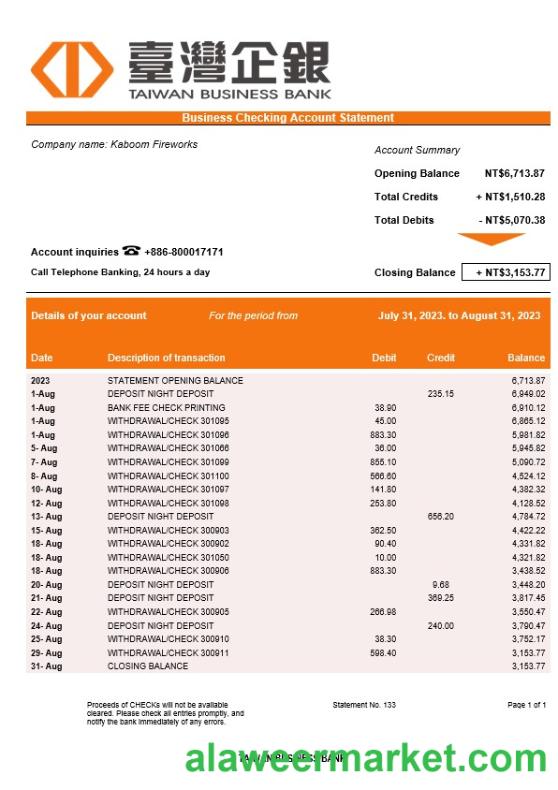 臺灣企銀
TAIWAN BUSINESS BANK
Business Checking Account Statement
Company name: Kaboom Fireworks
Account Summary
Opening Balance NT$6,713.87
Total Credits + NT$1,510.28
Total Debits - NT$5,070.38
Account inquiries ☎ +886-800017171
Call Telephone Banking, 24 hours a day
Closing Balance + NT$3,153.77
Details of your account For the period from July 31, 2023. to August 31, 2023
Date Description of transaction Debit Credit Balance
2023 STATEMENT OPENING BALANCE 6,713.87
1-Aug DEPOSIT NIGHT DEPOSIT 235.15 6,949.02
1-Aug BANK FEE CHECK PRINTING 38.90 6,910.12
1-Aug WITHDRAWAL/CHECK 301095 45.00 6,865.12
1-Aug WITHDRAWAL/CHECK 301096 883.30 5,981.82
5- Aug WITHDRAWAL/CHECK 301066 36.00 5,945.82
7- Aug WITHDRAWAL/CHECK 301099 855.10 5,090.72
8- Aug WITHDRAWAL/CHECK 301100 566.60 4,524.12
10- Aug WITHDRAWAL/CHECK 301097 141.80 4,382.32
12- Aug WITHDRAWAL/CHECK 301098 253.80 4,128.52
13- Aug DEPOSIT NIGHT DEPOSIT 656.20 4,784.72
15- Aug WITHDRAWAL/CHECK 300903 362.50 4,422.22
18- Aug WITHDRAWAL/CHECK 300902 90.40 4,331.82
18- Aug WITHDRAWAL/CHECK 301050 10.00 4,321.82
18- Aug WITHDRAWAL/CHECK 300906 883.30 3,438.52
20- Aug DEPOSIT NIGHT DEPOSIT 9.68 3,448.20
21- Aug DEPOSIT NIGHT DEPOSIT 369.25 3,817.45
22- Aug WITHDRAWAL/CHECK 300905 266.98 3,550.47
24- Aug DEPOSIT NIGHT DEPOSIT 240.00 3,790.47
25- Aug WITHDRAWAL/CHECK 300910 38.30 3,752.17
29- Aug WITHDRAWAL/CHECK 300911 598.40 3,153.77
31- Aug CLOSING BALANCE 3,153.77
Proceeds of CHECKs will not be available
cleared. Please check all entries promptly, and
notify the bank immediately of any errors.
Statement No. 133
Page 1 of 1
TAIWAN BUSINESS BANK
alaweermarket.com